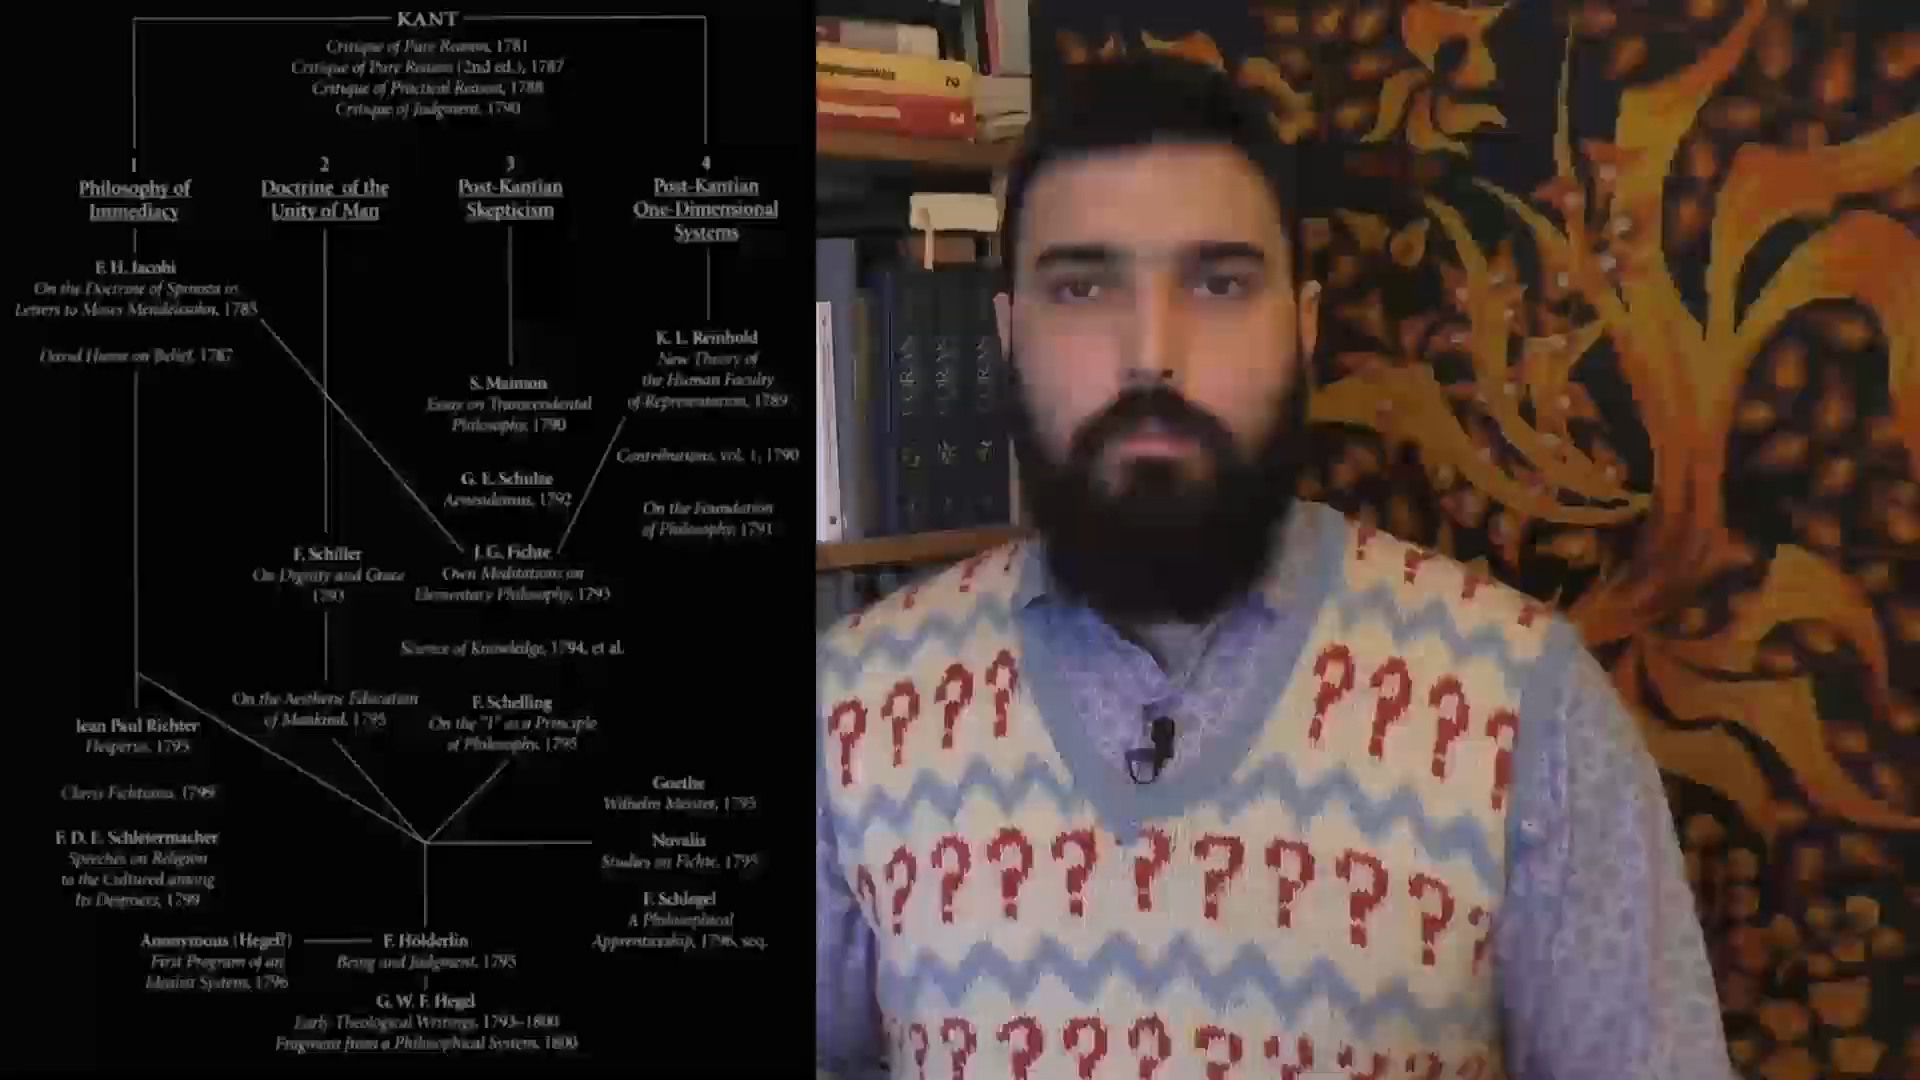 KANT
Critique of Pure Reason, 1781
Critique of Pure Reason (2nd ed.), 1787
Critique of Practical Reason, 1788
Critique of Judgment, 1790
1
Philosophy of
Immediacy
2
Doctrine of the
Unity of Man
3
Post-Kantian
Skepticism
4
Post-Kantian
One-Dimensional
Systems
F. H. Jacobi
On the Doctrine of Spinoza in
Letters to Moses Mendelssohn, 1785
David Hume on Belief, 1787
K. L. Reinhold
New Theory of
the Human Faculty
of Representation, 1789
Contributions, vol. 1, 1790
On the Foundation
of Philosophy, 1791
S. Maimon
Essay on Transcendental
Philosophy, 1790
G. E. Schulze
Aenesidemus, 1792
F. Schiller
On Dignity and Grace
1793
J. G. Fichte
Own Meditations on
Elementary Philosophy, 1793
Science of Knowledge, 1794, et al.
On the Aesthetic Education
of Mankind, 1795
F. Schelling
On the "I" as a Principle
of Philosophy, 1795
Jean Paul Richter
Hesperus, 1795
Clavis Fichtiana, 1799
F. D. E. Schleiermacher
Speeches on Religion
to the Cultured among
Its Despisers, 1799
Goethe
Wilhelm Meister, 1795
Novalis
Studies on Fichte, 1795
F. Schlegel
A Philosophical
Apprenticeship, 1796, seq.
Anonymous (Hegel?)
First Program of an
Idealist System, 1796
F. Hölderlin
Being and Judgment, 1795
G. W. F. Hegel
Early Theological Writings, 1793–1800
Fragment from a Philosophical System, 1800